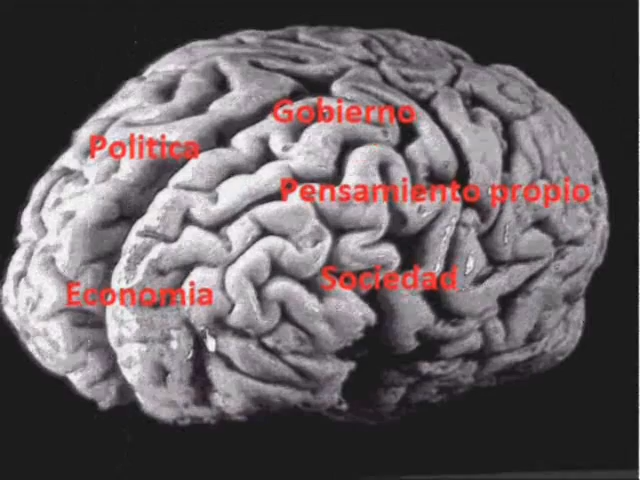 Gobierno
Politica
Pensamiento propio
Sociedad
Economia